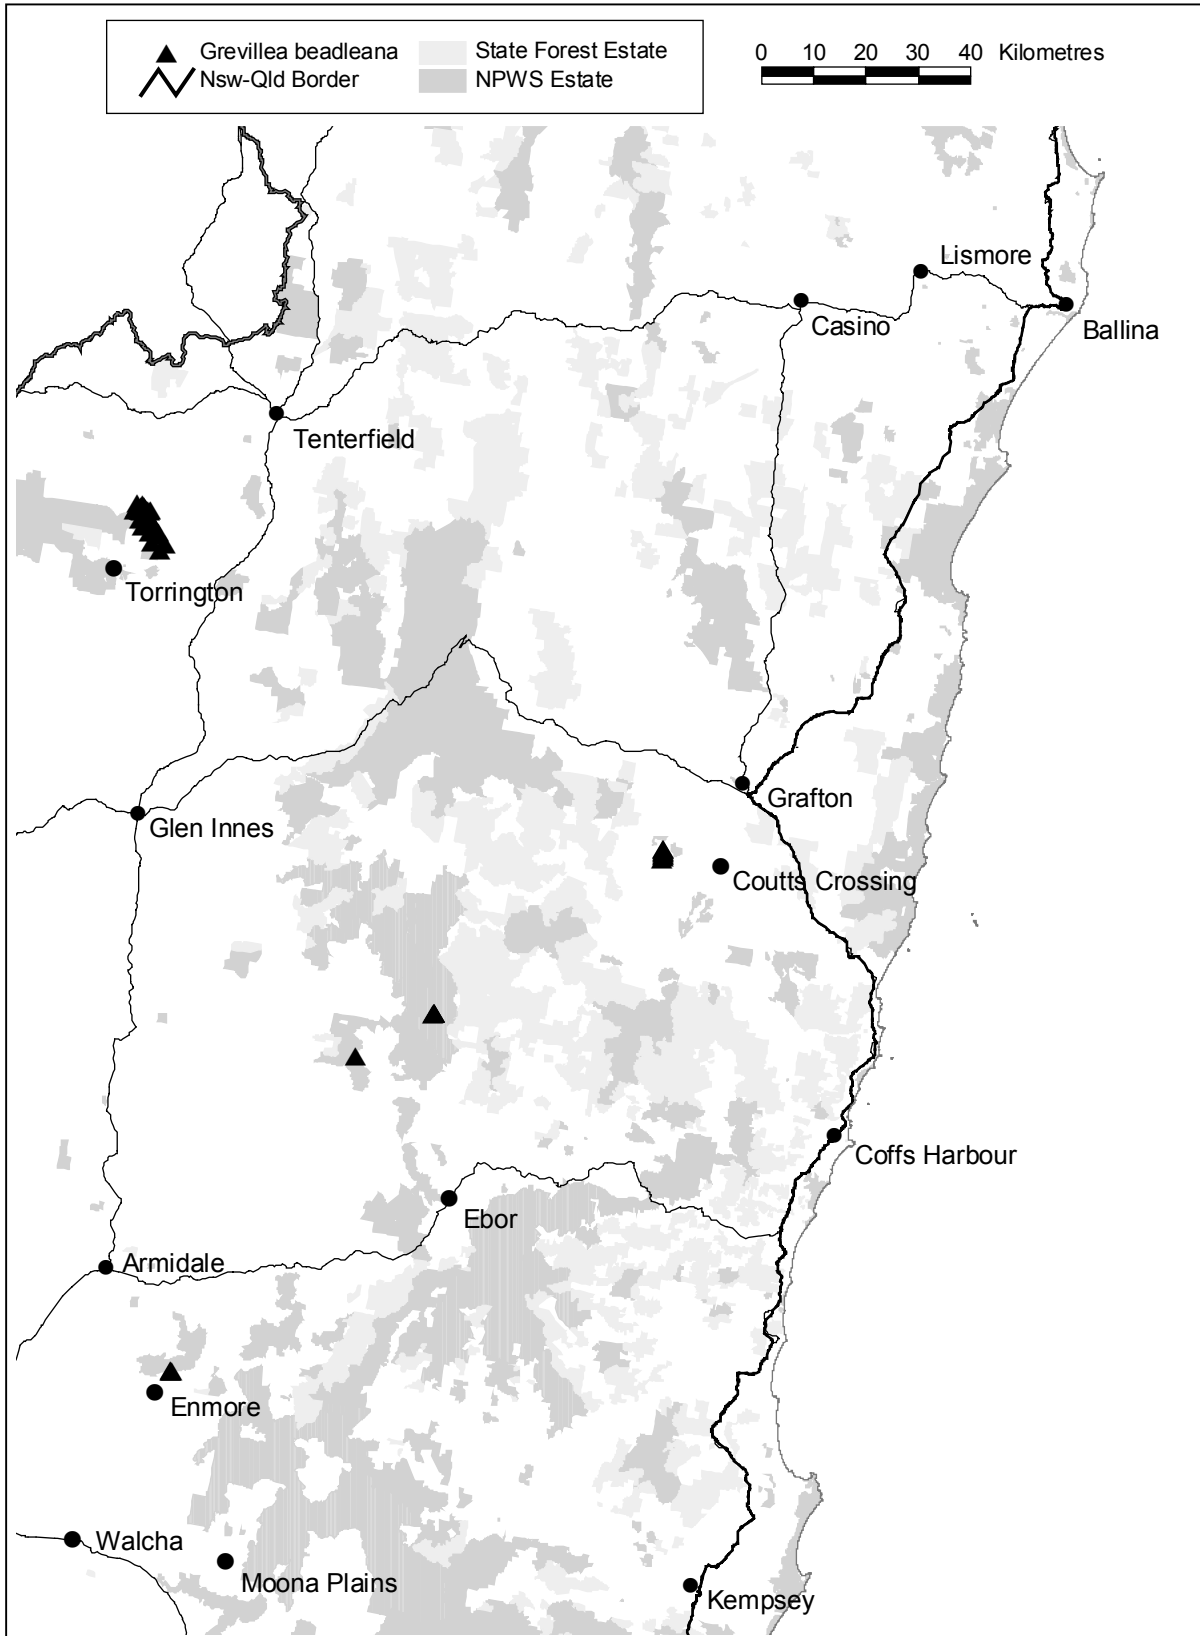 Grevillea beadleana
Nsw-Qld Border
State Forest Estate
NPWS Estate
0 10 20 30 40 Kilometres
Lismore
Casino
Ballina
Tenterfield
Torrington
Grafton
Glen Innes
Coutts Crossing
Coffs Harbour
Ebor
Armidale
Enmore
Walcha
Moona Plains
Kempsey